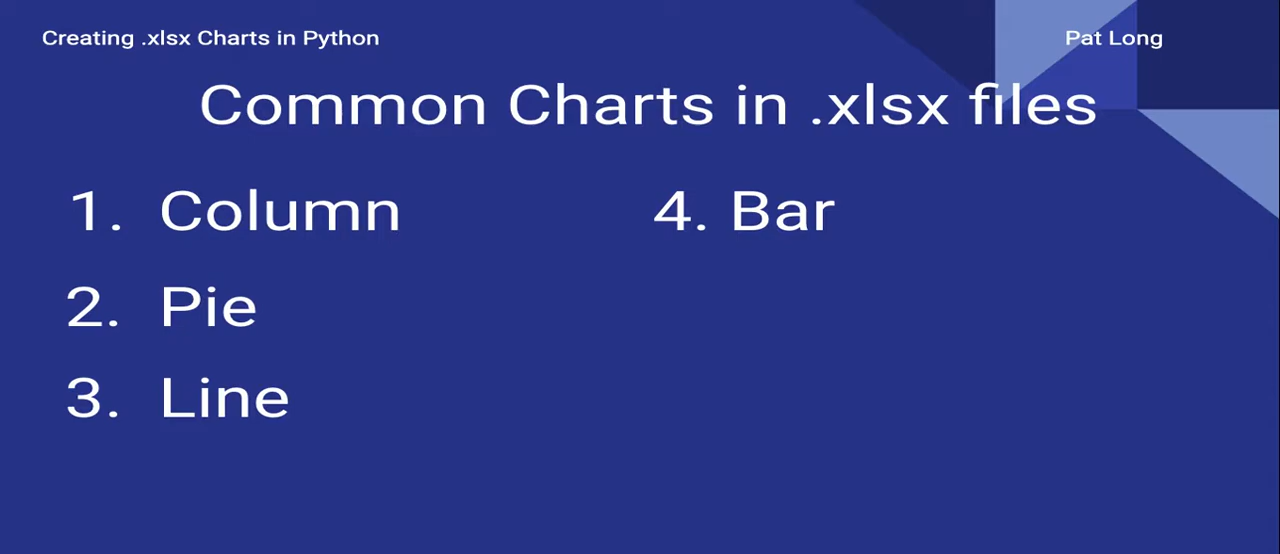 Creating .xlsx Charts in Python
Pat Long
Common Charts in .xlsx files
1. Column
2. Pie
3. Line
4. Bar